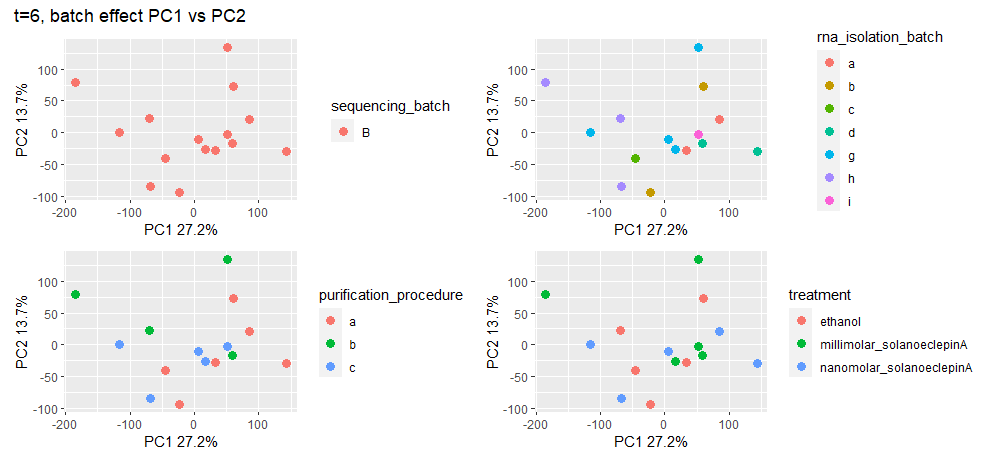 t=6, batch effect PC1 vs PC2
100
50
0
-50
-100
PC2 13.7%
-200
-100
0
100
PC1 27.2%
sequencing_batch
B
100
50
0
-50
-100
PC2 13.7%
-200
-100
0
100
PC1 27.2%
rna_isolation_batch
a
b
c
d
g
h
i
100
50
0
-50
-100
PC2 13.7%
-200
-100
0
100
PC1 27.2%
purification_procedure
a
b
c
100
50
0
-50
-100
PC2 13.7%
-200
-100
0
100
PC1 27.2%
treatment
ethanol
millimolar_solanoeclepinA
nanomolar_solanoeclepinA